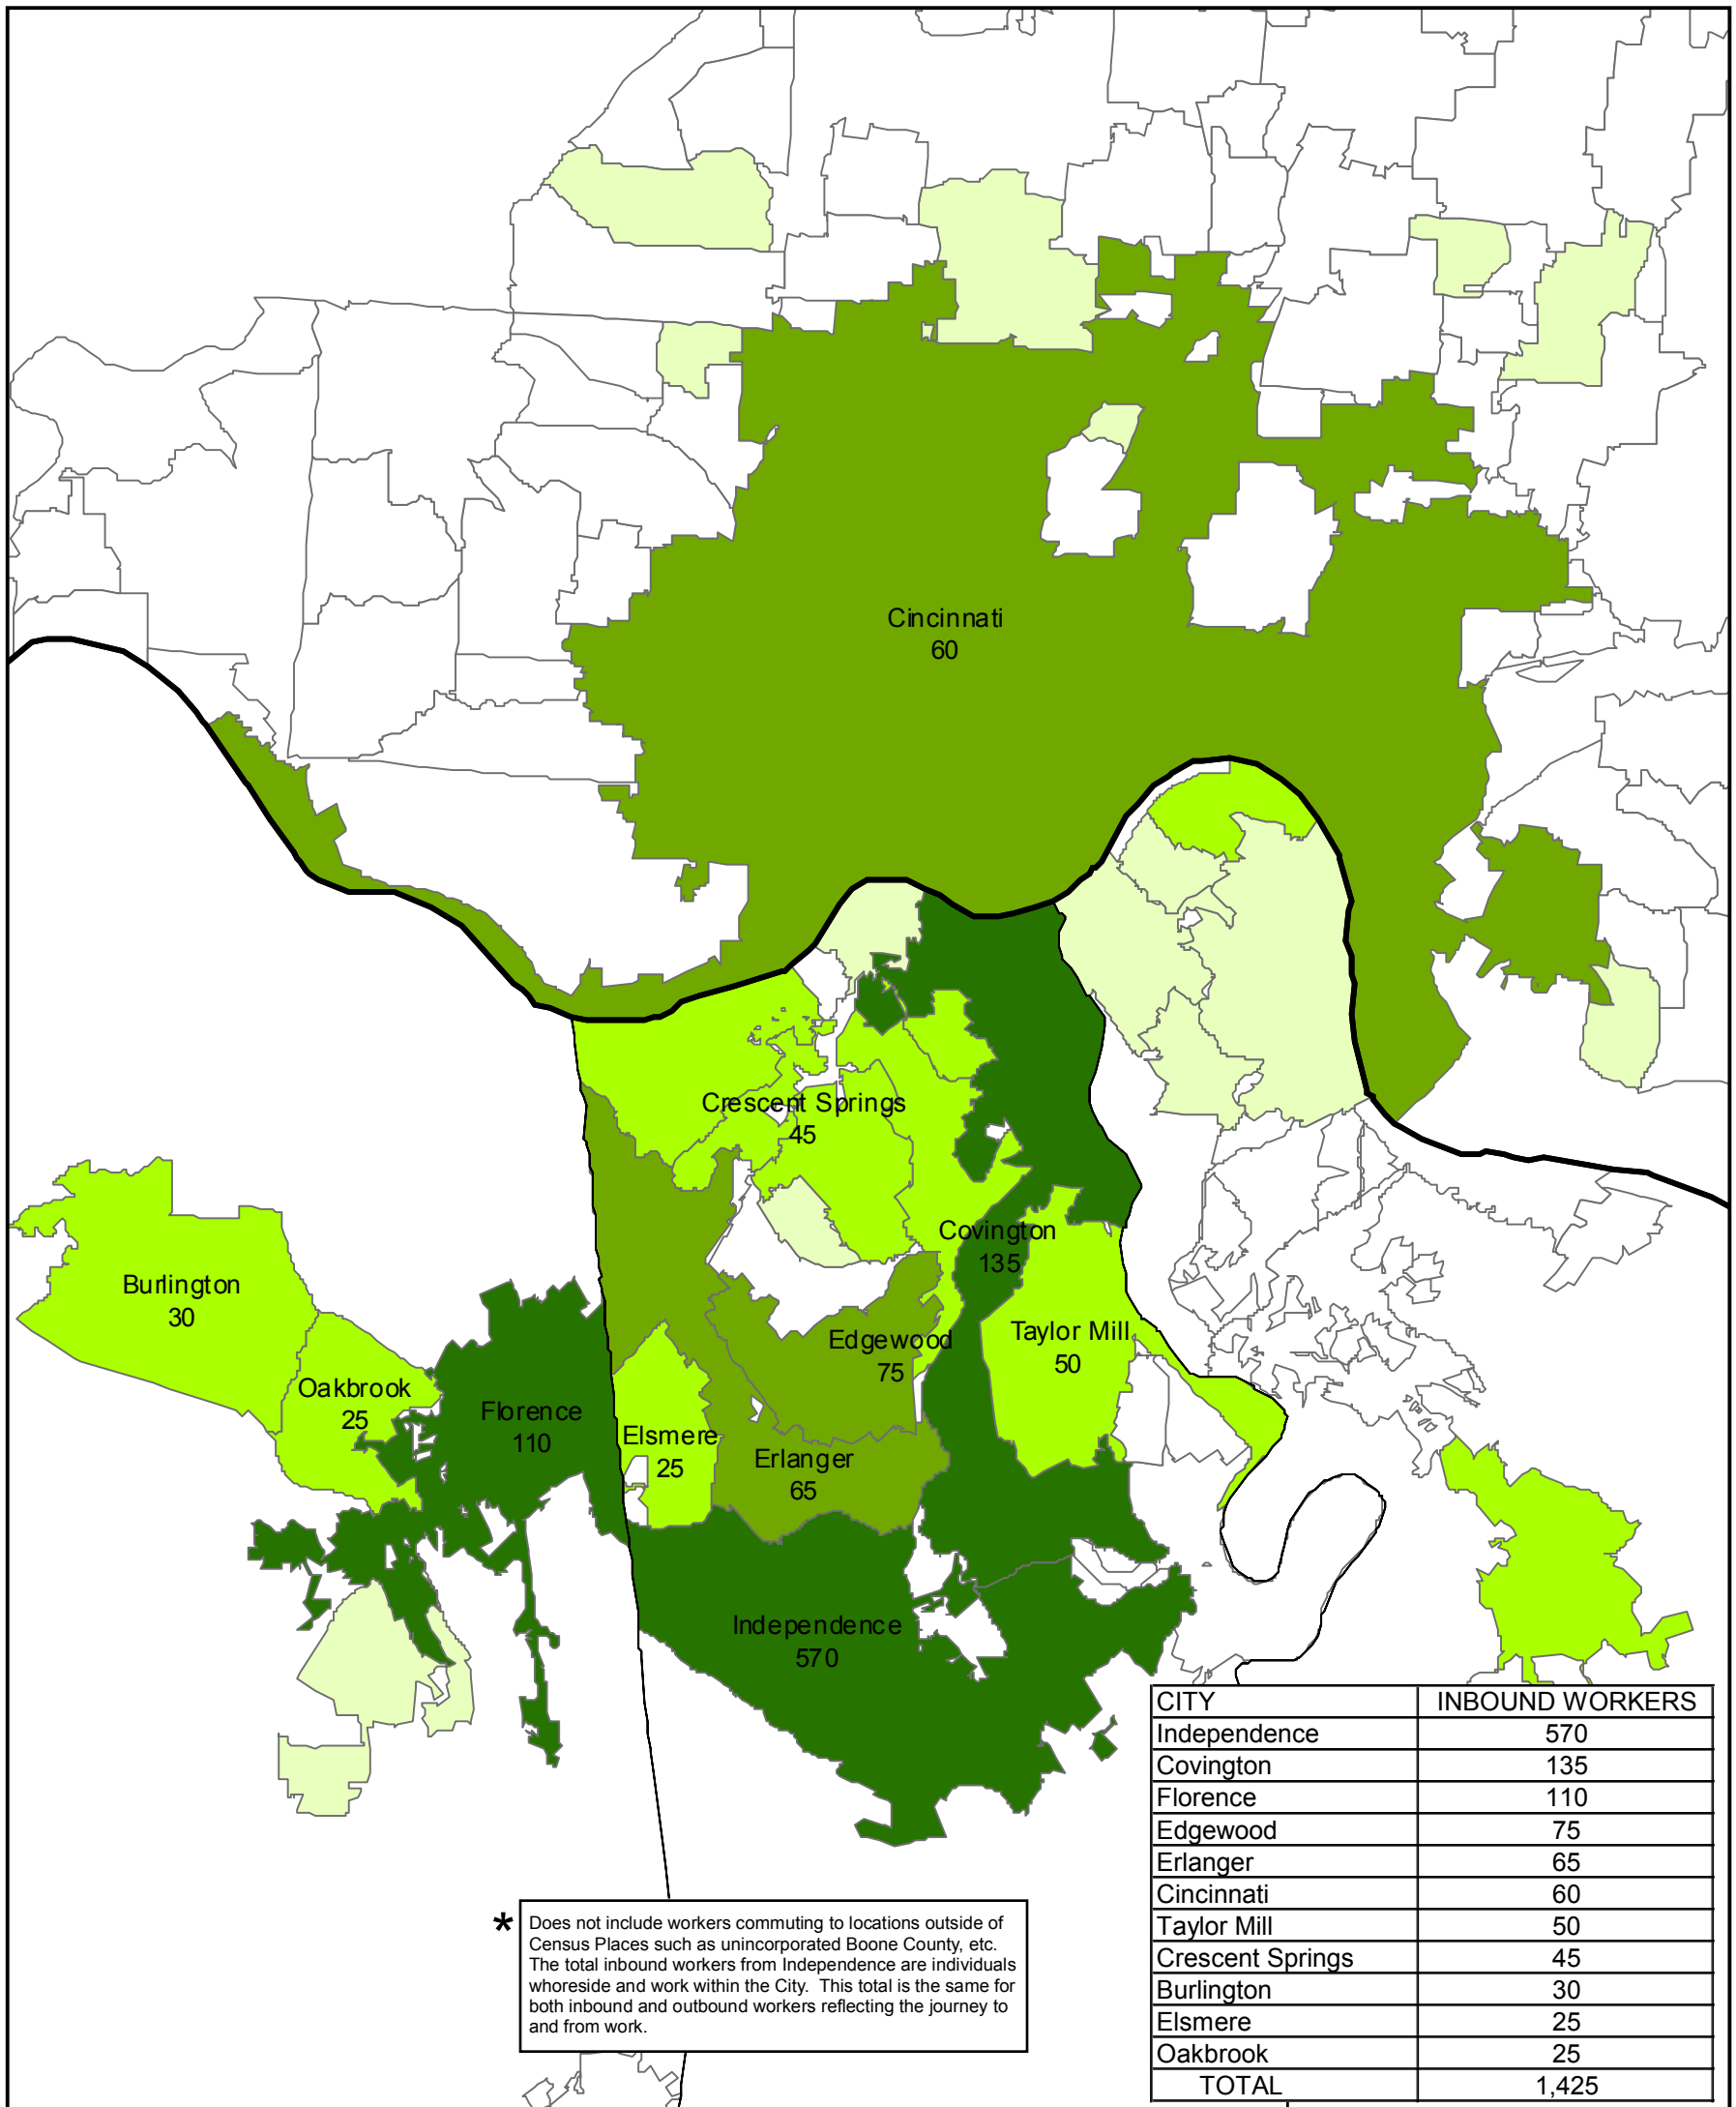 Cincinnati
60
Crescent Springs
45
Covington
135
Burlington
30
Taylor Mill
50
Edgewood
75
Oakbrook
25
Florence
110
Elsmere
25
Erlanger
65
Independence
570
CITY INBOUND WORKERS
Independence 570
Covington 135
Florence 110
Edgewood 75
Erlanger 65
Cincinnati 60
Taylor Mill 50
Crescent Springs 45
Burlington 30
Elsmere 25
Oakbrook 25
TOTAL 1,425
* Does not include workers commuting to locations outside of
Census Places such as unincorporated Boone County, etc.
The total inbound workers from Independence are individuals
whoreside and work within the City. This total is the same for
both inbound and outbound workers reflecting the journey to
and from work.